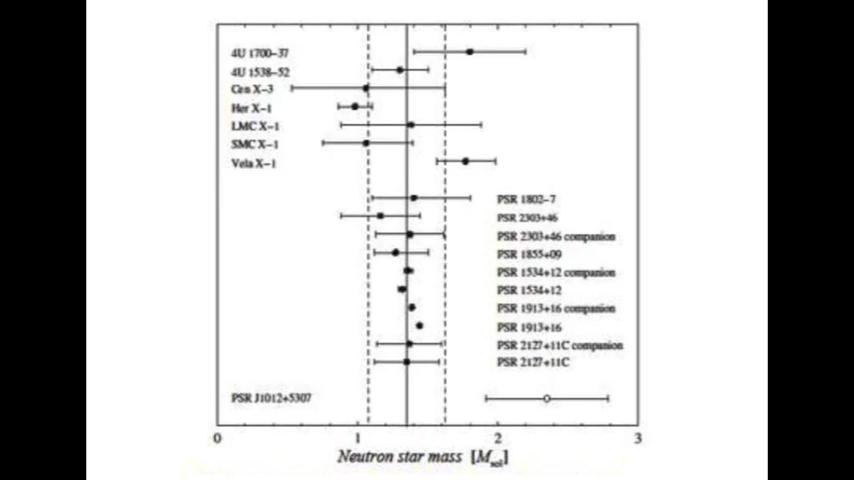 4U 1700−37
4U 1538−52
Cen X−3
Her X−1
LMC X−1
SMC X−1
Vela X−1
PSR 1802−7
PSR 2303+46
PSR 2303+46 companion
PSR 1855+09
PSR 1534+12 companion
PSR 1534+12
PSR 1913+16 companion
PSR 1913+16
PSR 2127+11C companion
PSR 2127+11C
PSR J1012+5307
0 1 2 3
Neutron star mass [Msol]